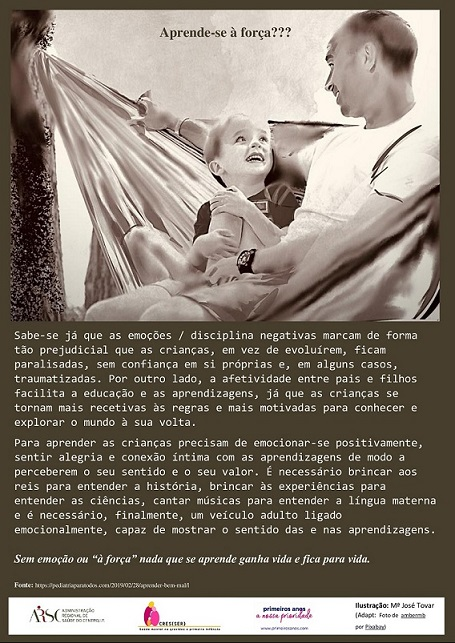 Aprende-se à força???
Sabe-se já que as emoções / disciplina negativas marcam de forma
tão prejudicial que as crianças, em vez de evoluírem, ficam
paralisadas, sem confiança em si próprias e, em alguns casos,
traumatizadas. Por outro lado, a afetividade entre pais e filhos
facilita a educação e as aprendizagens, já que as crianças se
tornam mais recetivas às regras e mais motivadas para conhecer e
explorar o mundo à sua volta.
Para aprender as crianças precisam de emocionar-se positivamente,
sentir alegria e conexão íntima com as aprendizagens de modo a
perceberem o seu sentido e o seu valor. É necessário brincar aos
reis para entender a história, brincar às experiências para
entender as ciências, cantar músicas para entender a língua materna
e é necessário, finalmente, um veículo adulto ligado
emocionalmente, capaz de mostrar o sentido das e nas aprendizagens.
Sem emoção ou “à força” nada que se aprende ganha vida e fica para vida.
Fonte: https://pediatriaparatodos.com/2019/02/28/aprender-bem-mal/l
ARSC ADMINISTRAÇÃO
REGIONAL DE
SAÚDE DO CENTRO, I.P.
primeiros anos
a nossa prioridade
www.primeirosanos.com
Ilustração: Mª José Tovar
(Adapt: Foto de ambermb
por Pixabay)